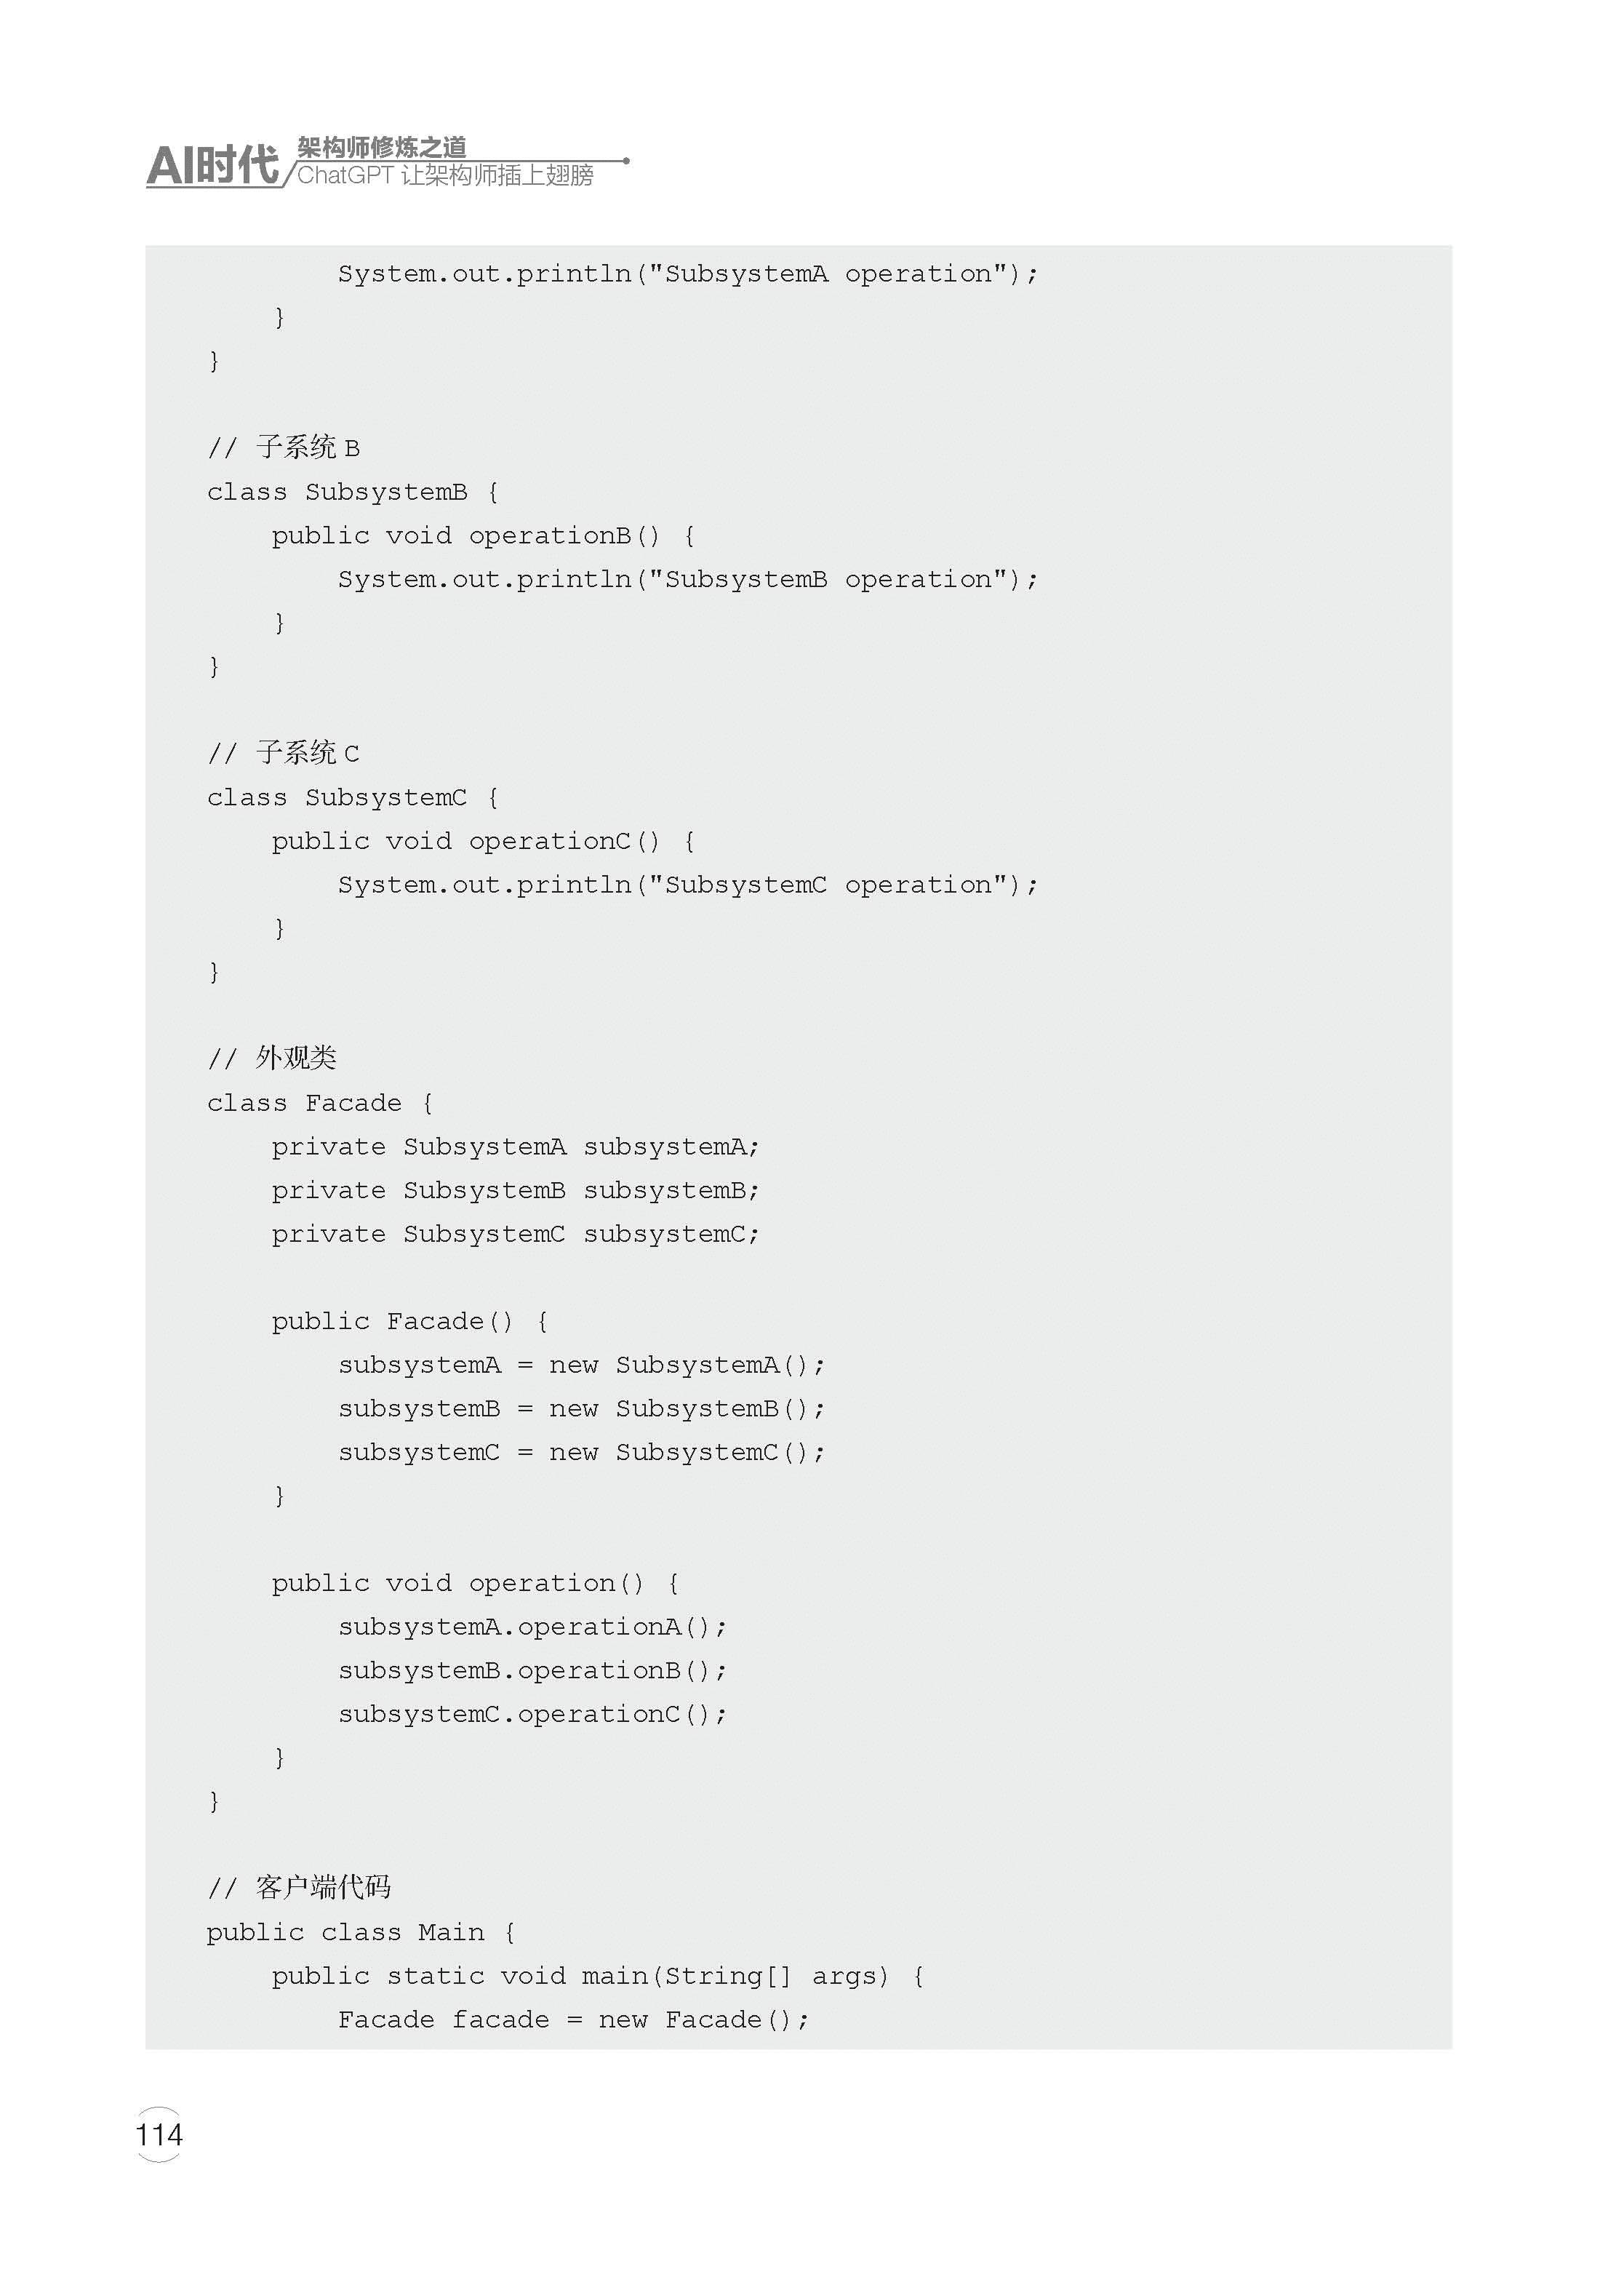 AI时代
架构师修炼之道
ChatGPT 让架构师插上翅膀
System.out.println("SubsystemA operation");
}
}
// 子系统 B
class SubsystemB {
public void operationB() {
System.out.println("SubsystemB operation");
}
}
// 子系统 C
class SubsystemC {
public void operationC() {
System.out.println("SubsystemC operation");
}
}
// 外观类
class Facade {
private SubsystemA subsystemA;
private SubsystemB subsystemB;
private SubsystemC subsystemC;
public Facade() {
subsystemA = new SubsystemA();
subsystemB = new SubsystemB();
subsystemC = new SubsystemC();
}
public void operation() {
subsystemA.operationA();
subsystemB.operationB();
subsystemC.operationC();
}
}
// 客户端代码
public class Main {
public static void main(String[] args) {
Facade facade = new Facade();
114